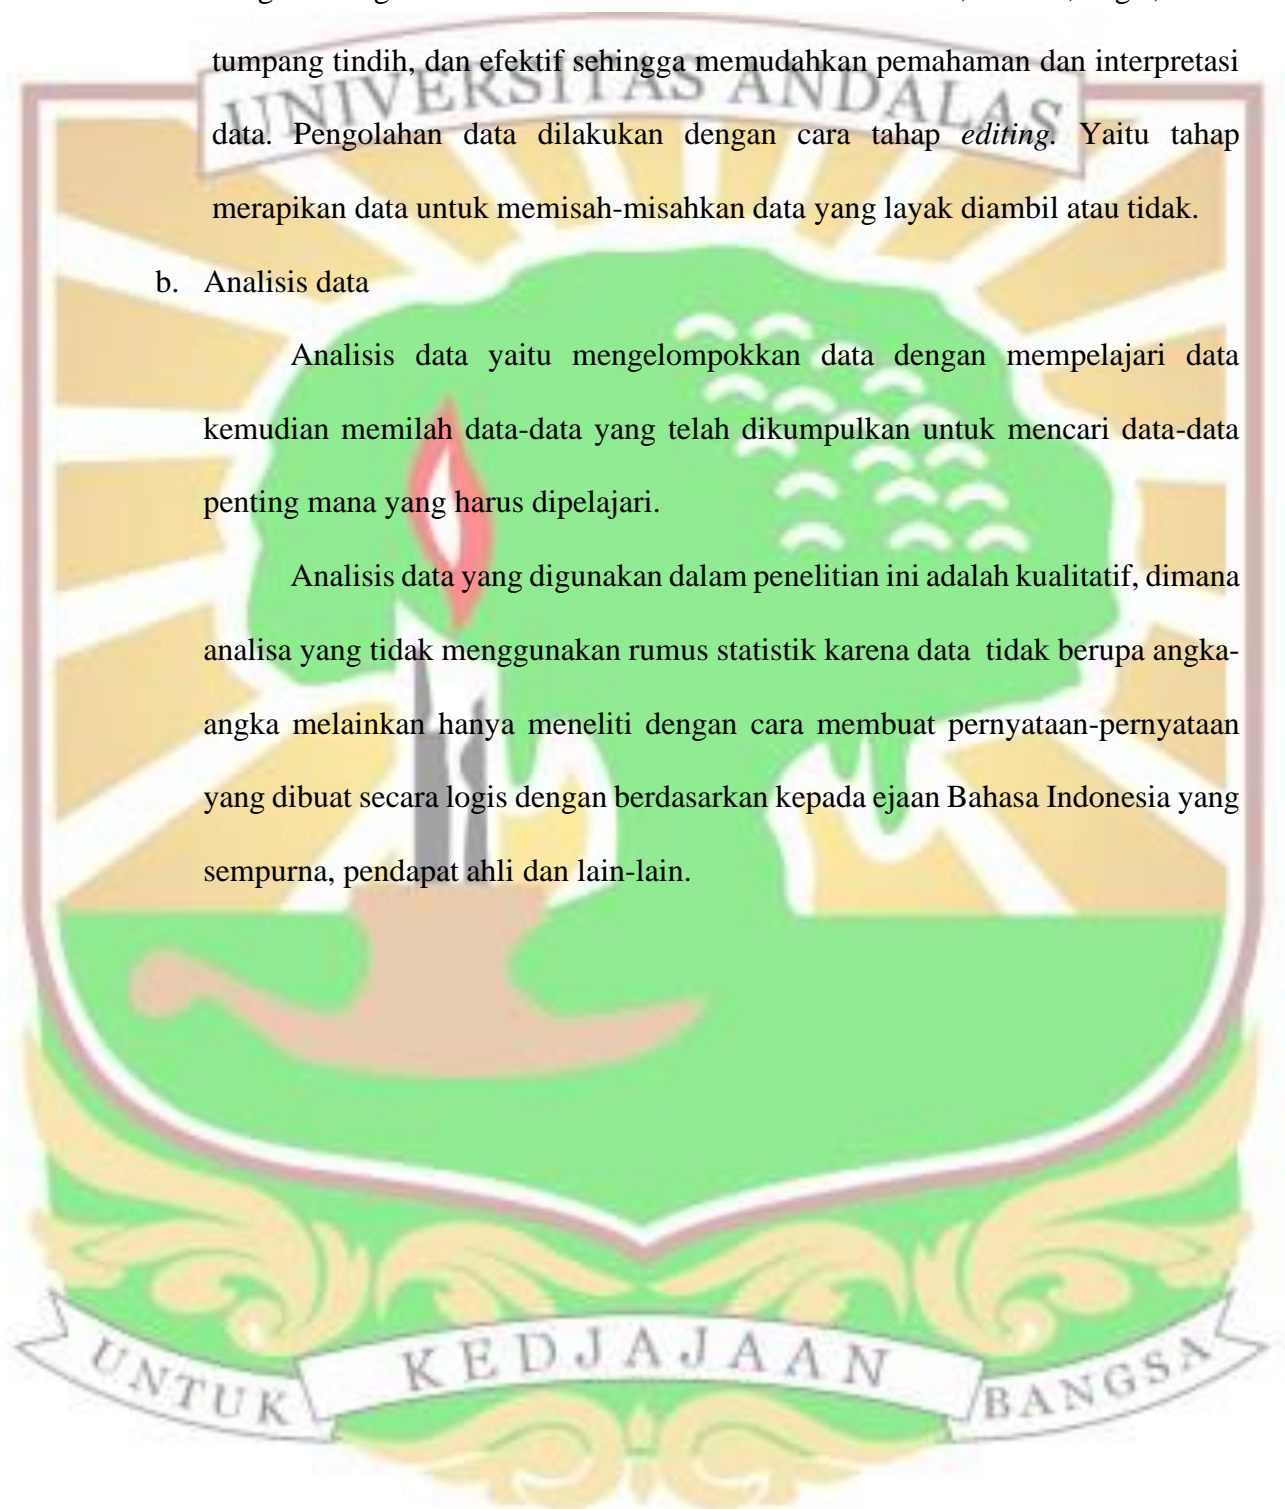 UNIVERSITAS ANDALAS
tumpang tindih, dan efektif sehingga memudahkan pemahaman dan interpretasi
data. Pengolahan data dilakukan dengan cara tahap editing. Yaitu tahap
merapikan data untuk memisah-misahkan data yang layak diambil atau tidak.
b. Analisis data
Analisis data yaitu mengelompokkan data dengan mempelajari data
kemudian memilah data-data yang telah dikumpulkan untuk mencari data-data
penting mana yang harus dipelajari.
Analisis data yang digunakan dalam penelitian ini adalah kualitatif, dimana
analisa yang tidak menggunakan rumus statistik karena data tidak berupa angka-
angka melainkan hanya meneliti dengan cara membuat pernyataan-pernyataan
yang dibuat secara logis dengan berdasarkan kepada ejaan Bahasa Indonesia yang
sempurna, pendapat ahli dan lain-lain.
UNTUK KEDJAJAAN BANGSA